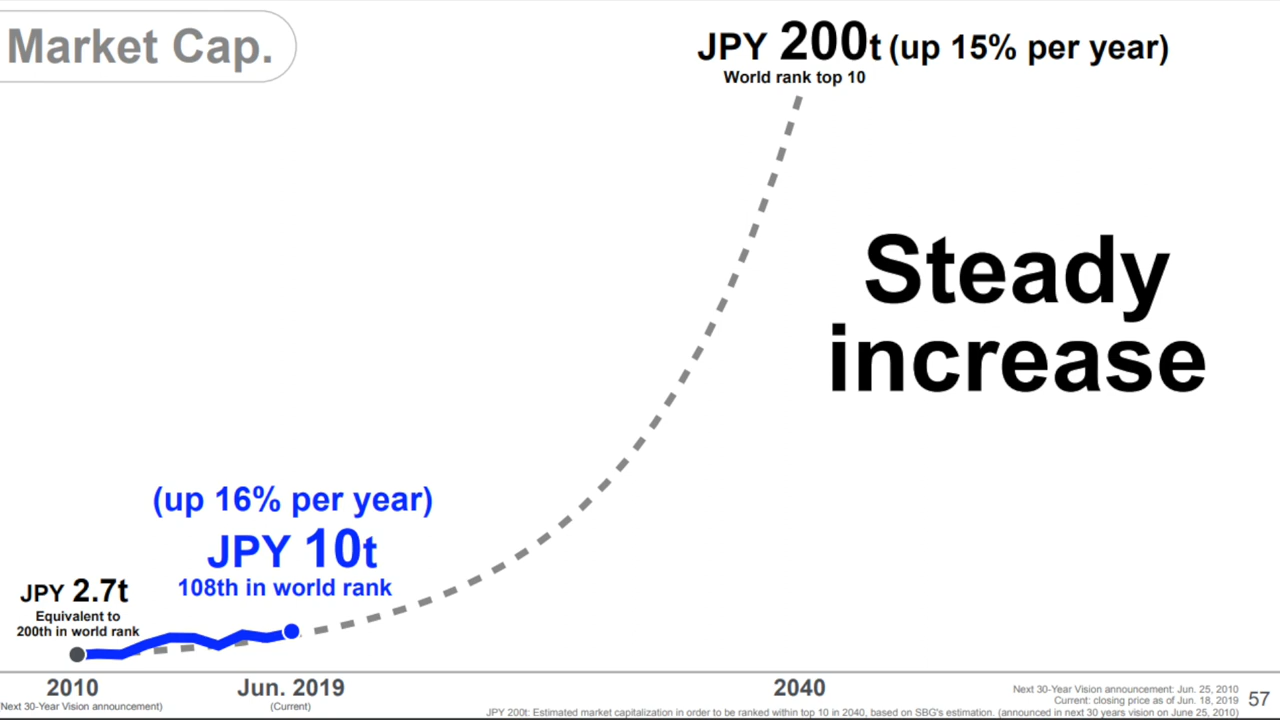 Market Cap.
JPY 200t (up 15% per year)
World rank top 10
Steady
increase
(up 16% per year)
JPY 10t
108th in world rank
JPY 2.7t
Equivalent to
200th in world rank
2010
(Next 30-Year Vision announcement)
Jun. 2019
(Current)
2040
Next 30-Year Vision announcement: Jun. 25, 2010
Current: closing price as of Jun. 18, 2019
JPY 200t: Estimated market capitalization in order to be ranked within top 10 in 2040, based on SBG's estimation. (announced in next 30 years vision on June 25, 2010)
57